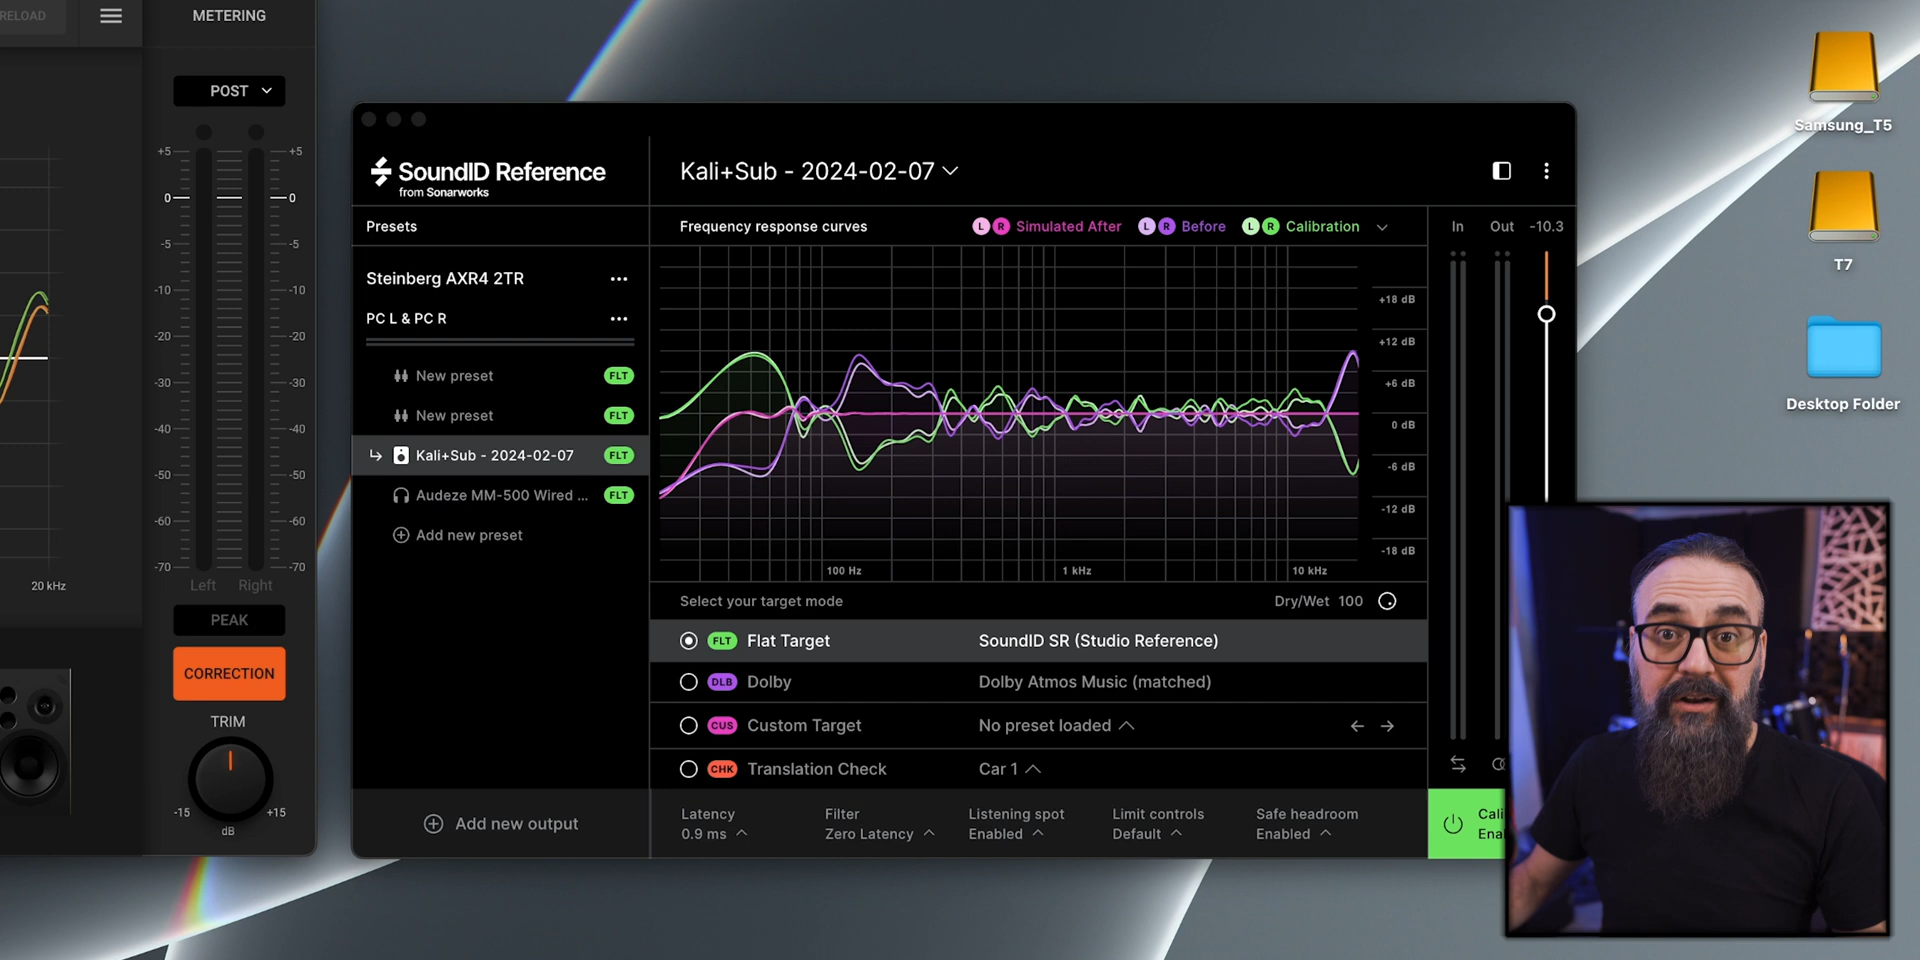 RELOAD
METERING
POST
+5
+5
0
0
-5
-5
-10
-10
-20
-20
-30
-30
-40
-40
-50
-50
-60
-60
-70
-70
Left
Right
20 kHz
PEAK
CORRECTION
TRIM
-15
+15
dB
SoundID Reference
from Sonarworks
Presets
Steinberg AXR4 2TR
PC L & PC R
New preset
FLT
New preset
FLT
Kali+Sub - 2024-02-07
FLT
Audeze MM-500 Wired ...
FLT
Add new preset
Add new output
Kali+Sub - 2024-02-07
Frequency response curves
L R Simulated After
L R Before
L R Calibration
In
Out
-10.3
+18 dB
+12 dB
+6 dB
0 dB
-6 dB
-12 dB
-18 dB
100 Hz
1 kHz
10 kHz
Select your target mode
Dry/Wet 100
FLT Flat Target
SoundID SR (Studio Reference)
DLB Dolby
Dolby Atmos Music (matched)
CUS Custom Target
No preset loaded
CHK Translation Check
Car 1
Latency
0.9 ms
Filter
Zero Latency
Listening spot
Enabled
Limit controls
Default
Safe headroom
Enabled
Cali
Ena
Samsung_T5
T7
Desktop Folder